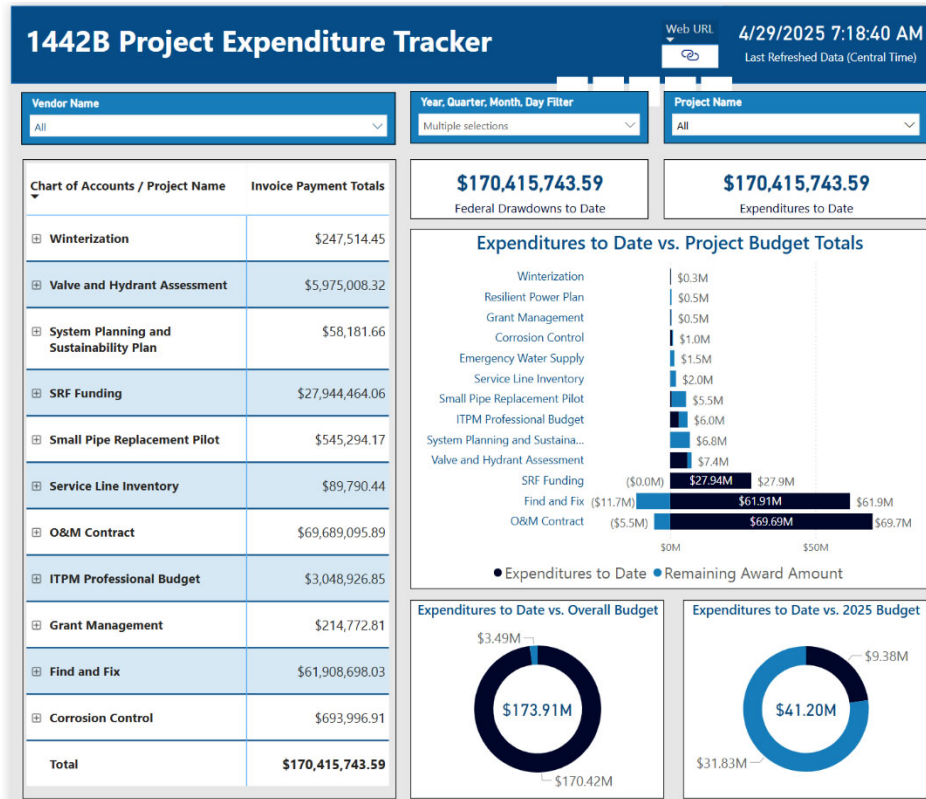 1442B Project Expenditure Tracker
Web URL
4/29/2025 7:18:40 AM
Last Refreshed Data (Central Time)
Vendor Name
All
Year, Quarter, Month, Day Filter
Multiple selections
Project Name
All
Chart of Accounts / Project Name Invoice Payment Totals
Winterization $247,514.45
Valve and Hydrant Assessment $5,975,008.32
System Planning and
Sustainability Plan $58,181.66
SRF Funding $27,944,464.06
Small Pipe Replacement Pilot $545,294.17
Service Line Inventory $89,790.44
O&M Contract $69,689,095.89
ITPM Professional Budget $3,048,926.85
Grant Management $214,772.81
Find and Fix $61,908,698.03
Corrosion Control $693,996.91
Total $170,415,743.59
$170,415,743.59
Federal Drawdowns to Date
$170,415,743.59
Expenditures to Date
Expenditures to Date vs. Project Budget Totals
Winterization $0.3M
Resilient Power Plan $0.5M
Grant Management $0.5M
Corrosion Control $1.0M
Emergency Water Supply $1.5M
Service Line Inventory $2.0M
Small Pipe Replacement Pilot $5.5M
ITPM Professional Budget $6.0M
System Planning and Sustaina... $6.8M
Valve and Hydrant Assessment $7.4M
SRF Funding ($0.0M) $27.94M $27.9M
Find and Fix ($11.7M) $61.91M $61.9M
O&M Contract ($5.5M) $69.69M $69.7M
$0M $50M
Expenditures to Date Remaining Award Amount
Expenditures to Date vs. Overall Budget
$3.49M
$173.91M
$170.42M
Expenditures to Date vs. 2025 Budget
$9.38M
$41.20M
$31.83M